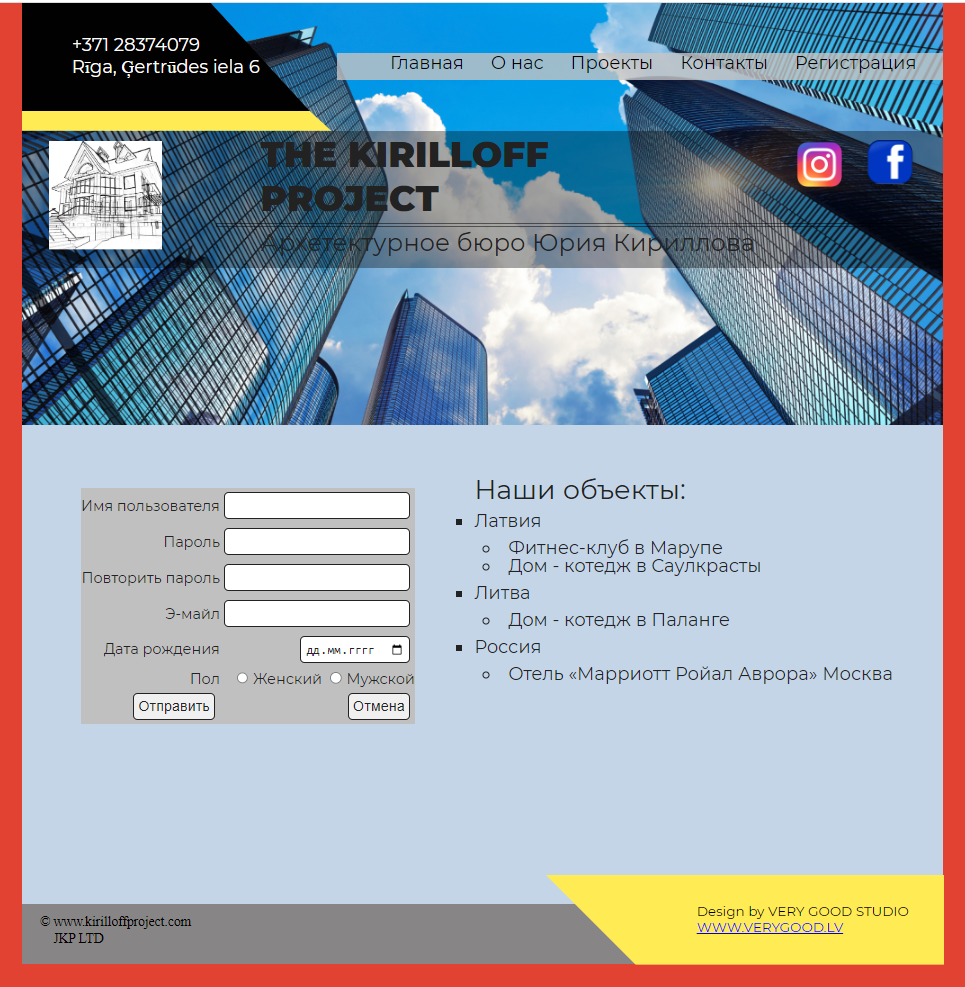 +371 28374079
Rīga, Ģertrūdes iela 6
Главная О нас Проекты Контакты Регистрация
THE KIRILLOFF
PROJECT
Архетектурное бюро Юрия Кириллова
Имя пользователя
Пароль
Повторить пароль
Э-майл
Дата рождения дд.мм.гггг
Пол Женский Мужской
Отправить Отмена
Наши объекты:
Латвия
Фитнес-клуб в Марупе
Дом - котедж в Саулкрасты
Литва
Дом - котедж в Паланге
Россия
Отель «Марриотт Ройал Аврора» Москва
© www.kirilloffproject.com
JKP LTD
Design by VERY GOOD STUDIO
WWW.VERYGOOD.LV